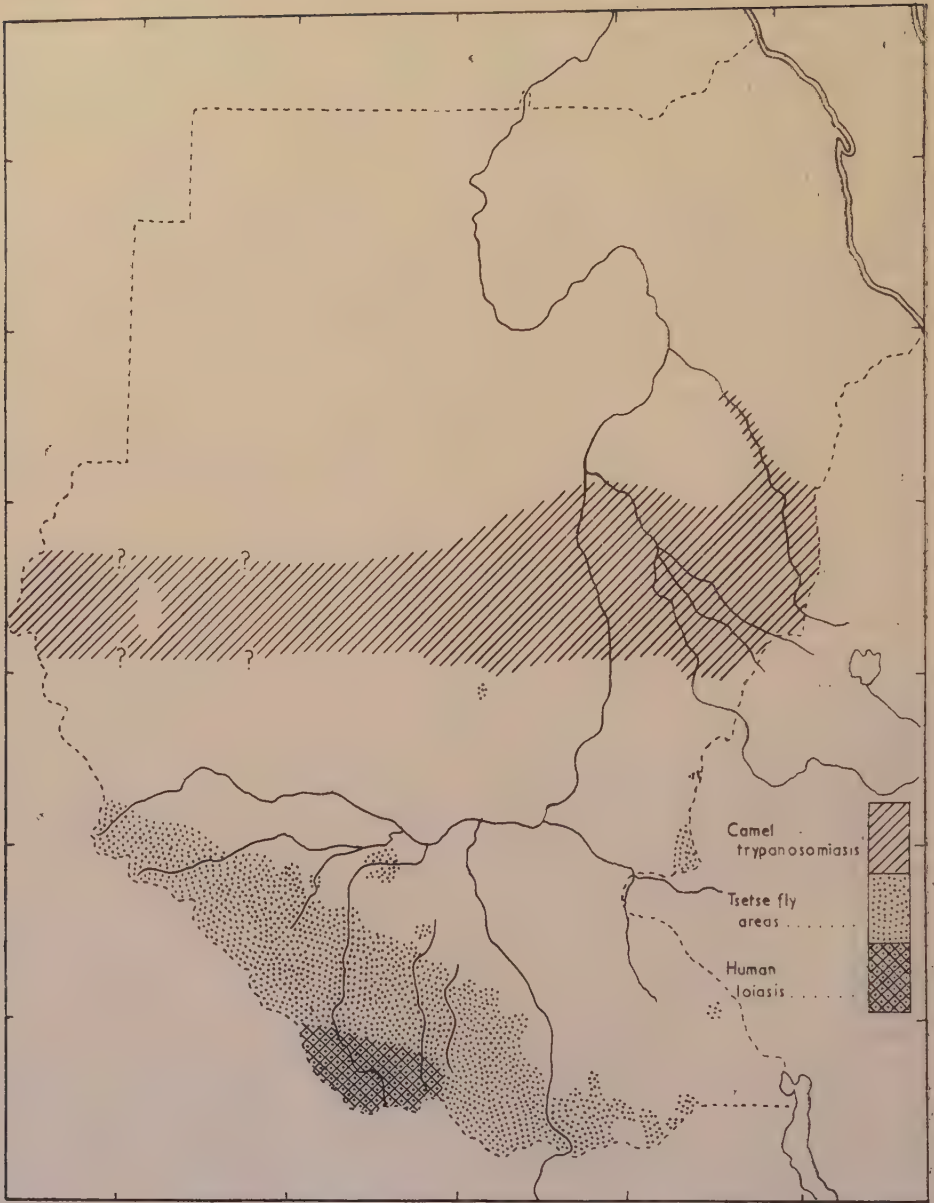 ?
?
?
?
Camel
trypanosomiasis
Tsetse fly
areas . . . . . .
Human
loiasis . . . . . .